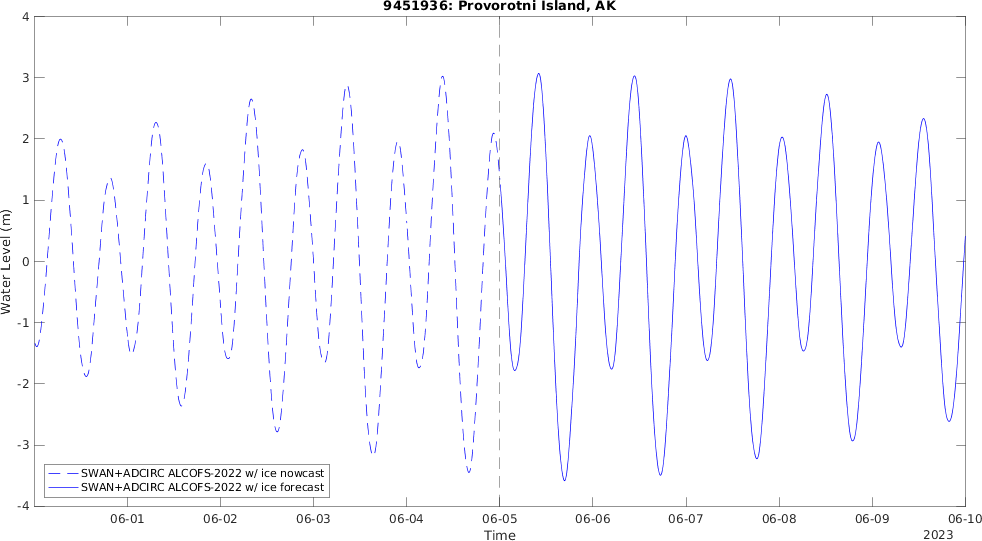 9451936: Provorotni Island, AK
4
3
2
1
0
-1
-2
-3
-4
Water Level (m)
SWAN+ADCIRC ALCOFS-2022 w/ ice nowcast
SWAN+ADCIRC ALCOFS-2022 w/ ice forecast
06-01 06-02 06-03 06-04 06-05 06-06 06-07 06-08 06-09 06-10
Time
2023